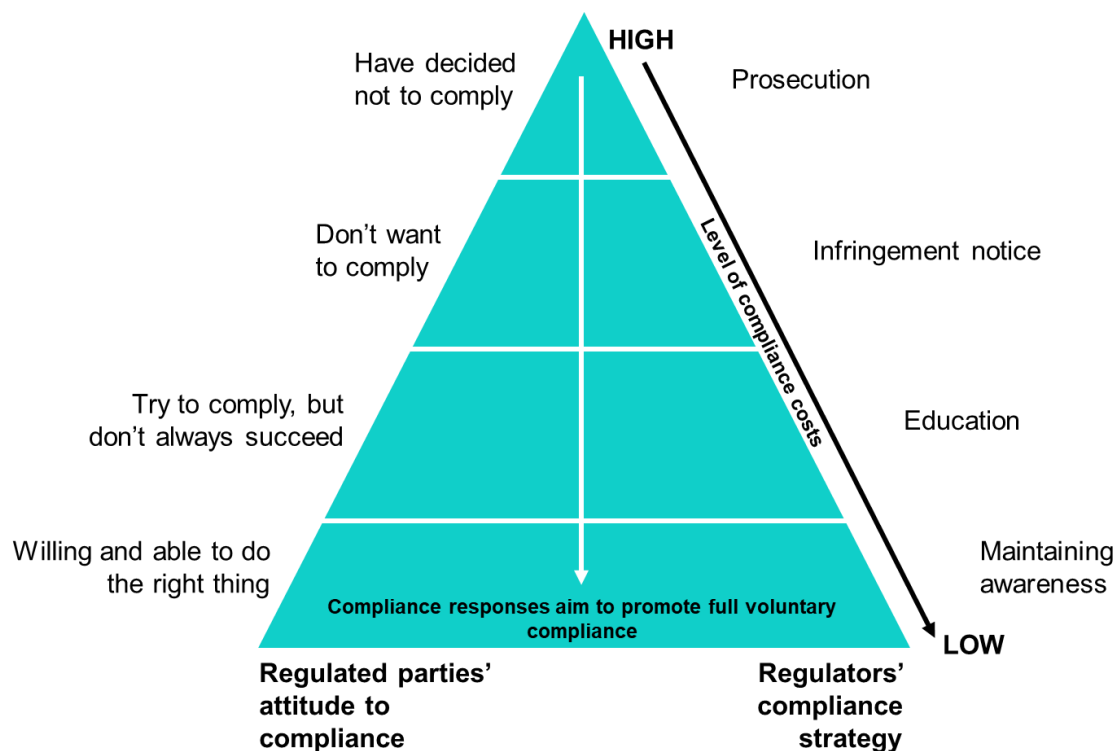 HIGH
Have decided
not to comply
Prosecution
Don't want
to comply
Infringement notice
Level of compliance costs
Try to comply, but
don't always succeed
Education
Willing and able to do
the right thing
Maintaining
awareness
Compliance responses aim to promote full voluntary
compliance
LOW
Regulated parties'
attitude to
compliance
Regulators'
compliance
strategy